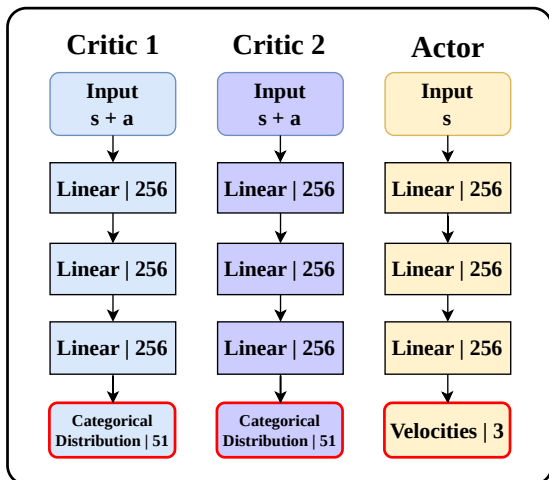 Critic 1
Input
s + a
Linear | 256
Linear | 256
Linear | 256
Categorical
Distribution | 51
Critic 2
Input
s + a
Linear | 256
Linear | 256
Linear | 256
Categorical
Distribution | 51
Actor
Input
s
Linear | 256
Linear | 256
Linear | 256
Velocities | 3